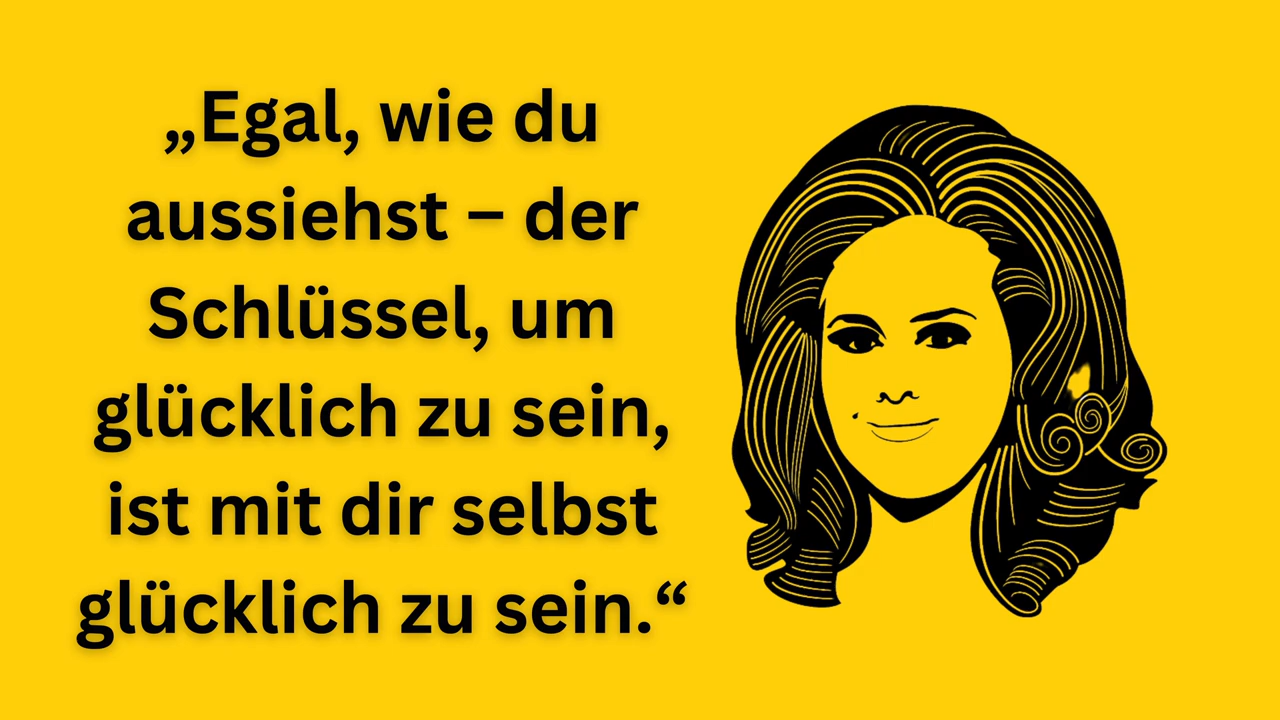 „Egal, wie du
aussiehst – der
Schlüssel, um
glücklich zu sein,
ist mit dir selbst
glücklich zu sein.“